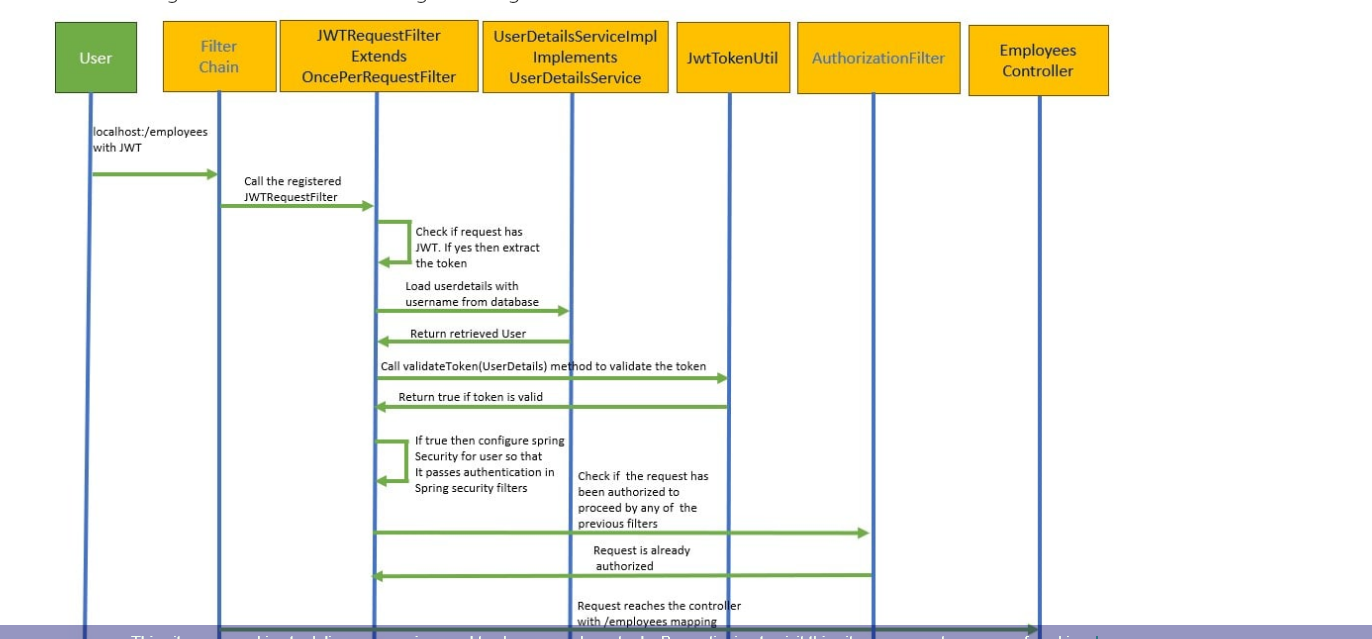 User
Filter
Chain
JWTRequestFilter
Extends
OncePerRequestFilter
UserDetailsServiceImpl
Implements
UserDetailsService
JwtTokenUtil
AuthorizationFilter
Employees
Controller
localhost:/employees
with JWT
Call the registered
JWTRequestFilter
Check if request has
JWT. If yes then extract
the token
Load userdetails with
username from database
Return retrieved User
Call validateToken(UserDetails) method to validate the token
Return true if token is valid
If true then configure spring
Security for user so that
It passes authentication in
Spring security filters
Check if the request has
been authorized to
proceed by any of the
previous filters
Request is already
authorized
Request reaches the controller
with /employees mapping